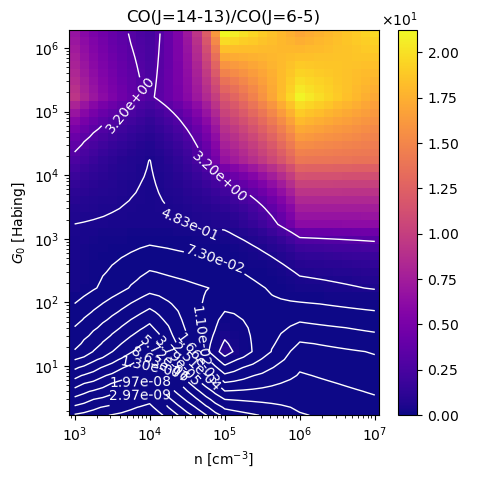 CO(J=14-13)/CO(J=6-5)
×10¹
10⁶
10⁵
10⁴
10³
10²
10¹
G₀ [Habing]
3.20e+00
3.20e+00
4.83e-01
7.30e-02
1.10e-02
1.97e-08
2.97e-09
10³
10⁴
10⁵
10⁶
10⁷
n [cm⁻³]
2.00
1.75
1.50
1.25
1.00
0.75
0.50
0.25
0.00